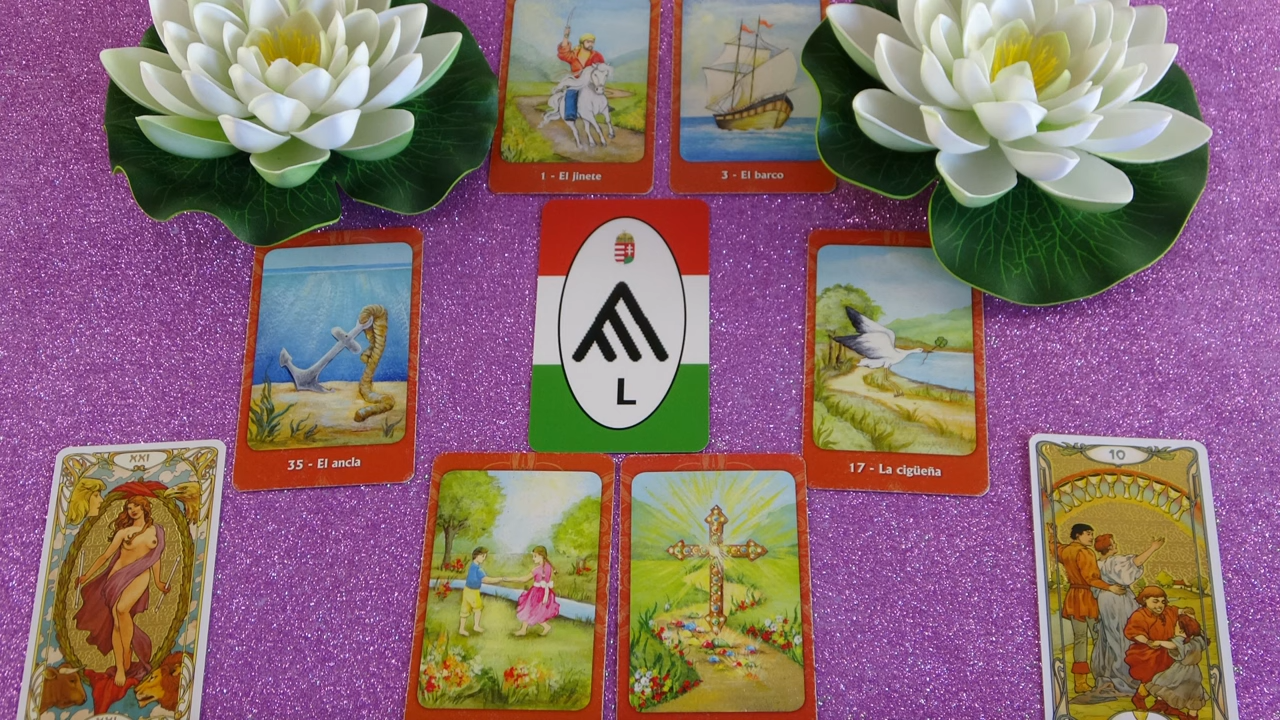 1 - El jinete
3 - El barco
L
35 - El ancla
17 - La cigüeña
XXI
10